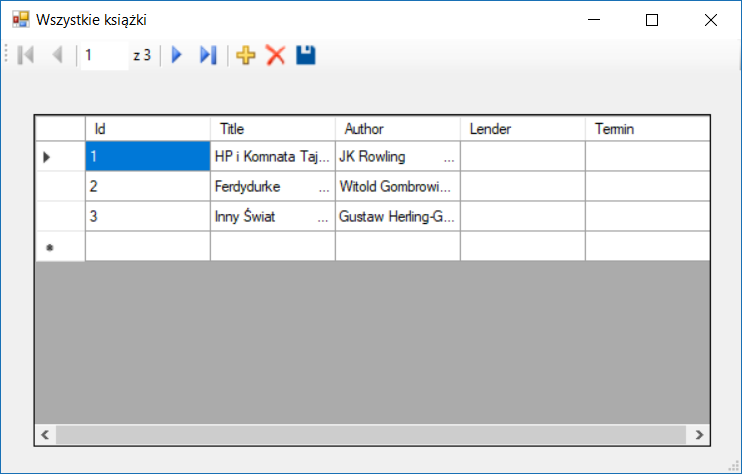 Wszystkie książki
1 z 3
Id Title Author Lender Termin
1 HP i Komnata Taj... JK Rowling ...
2 Ferdydurke ... Witold Gombrowi...
3 Inny Świat ... Gustaw Herling-G...